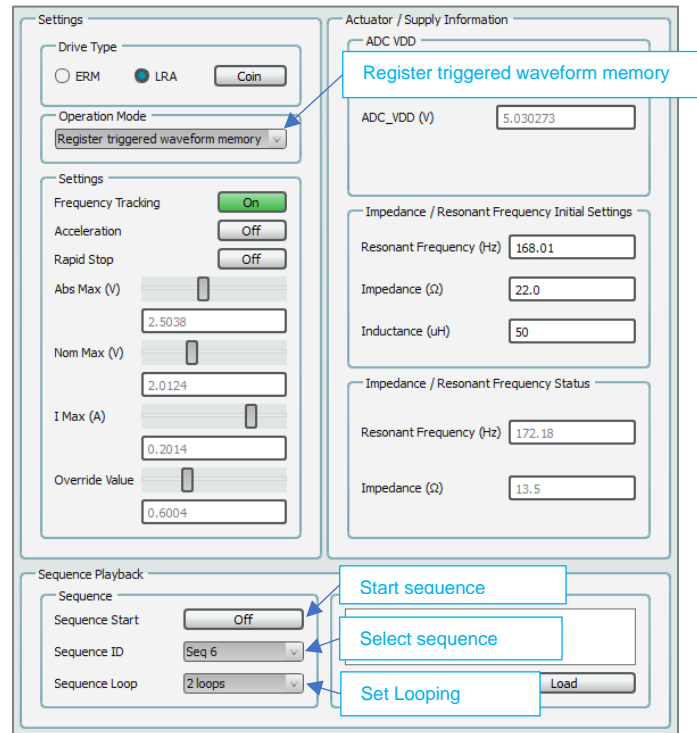 Settings
Drive Type
ERM
LRA
Coin
Operation Mode
Register triggered waveform memory
Settings
Frequency Tracking
On
Acceleration
Off
Rapid Stop
Off
Abs Max (V)
2.5038
Nom Max (V)
2.0124
I Max (A)
0.2014
Override Value
0.6004
Actuator / Supply Information
ADC VDD
Register triggered waveform memory
ADC_VDD (V)
5.030273
Impedance / Resonant Frequency Initial Settings
Resonant Frequency (Hz)
168.01
Impedance (Ω)
22.0
Inductance (uH)
50
Impedance / Resonant Frequency Status
Resonant Frequency (Hz)
172.18
Impedance (Ω)
13.5
Sequence Playback
Sequence
Sequence Start
Off
Sequence ID
Seq 6
Sequence Loop
2 loops
Start sequence
Select sequence
Set Looping
Load